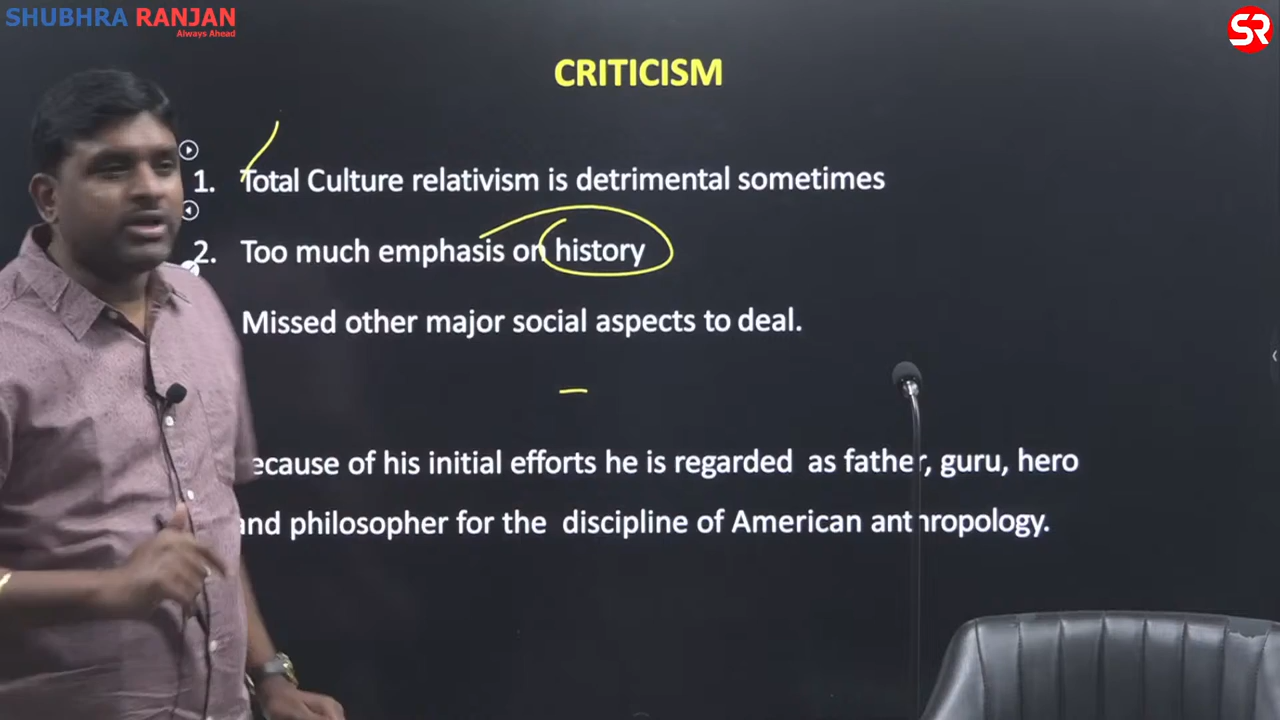 SHUBHRA RANJAN
Always Ahead
SR
CRITICISM
1. Total Culture relativism is detrimental sometimes
2. Too much emphasis on history
Missed other major social aspects to deal.
ecause of his initial efforts he is regarded as father, guru, hero
and philosopher for the discipline of American anthropology.